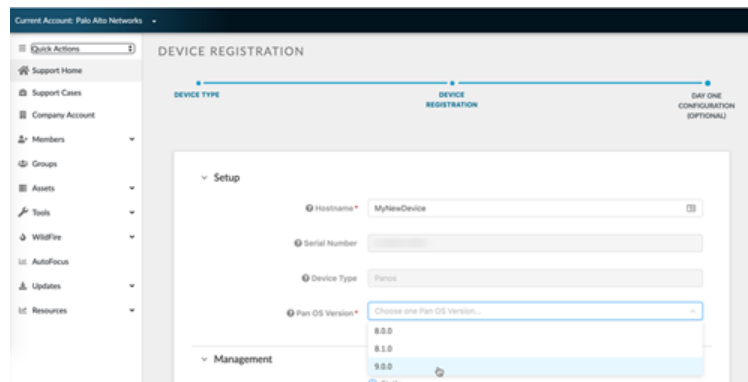 Current Account: Palo Alto Networks
Quick Actions
DEVICE REGISTRATION
Support Home
Support Cases
Company Account
Members
Groups
Assets
Tools
WildFire
AutoFocus
Updates
Resources
DEVICE TYPE
DEVICE
REGISTRATION
DAY ONE
CONFIGURATION
(OPTIONAL)
Setup
Hostname* MyNewDevice
Serial Number
Device Type Panos
Pan OS Version* Choose one Pan OS Version...
8.0.0
8.1.0
9.0.0
Management